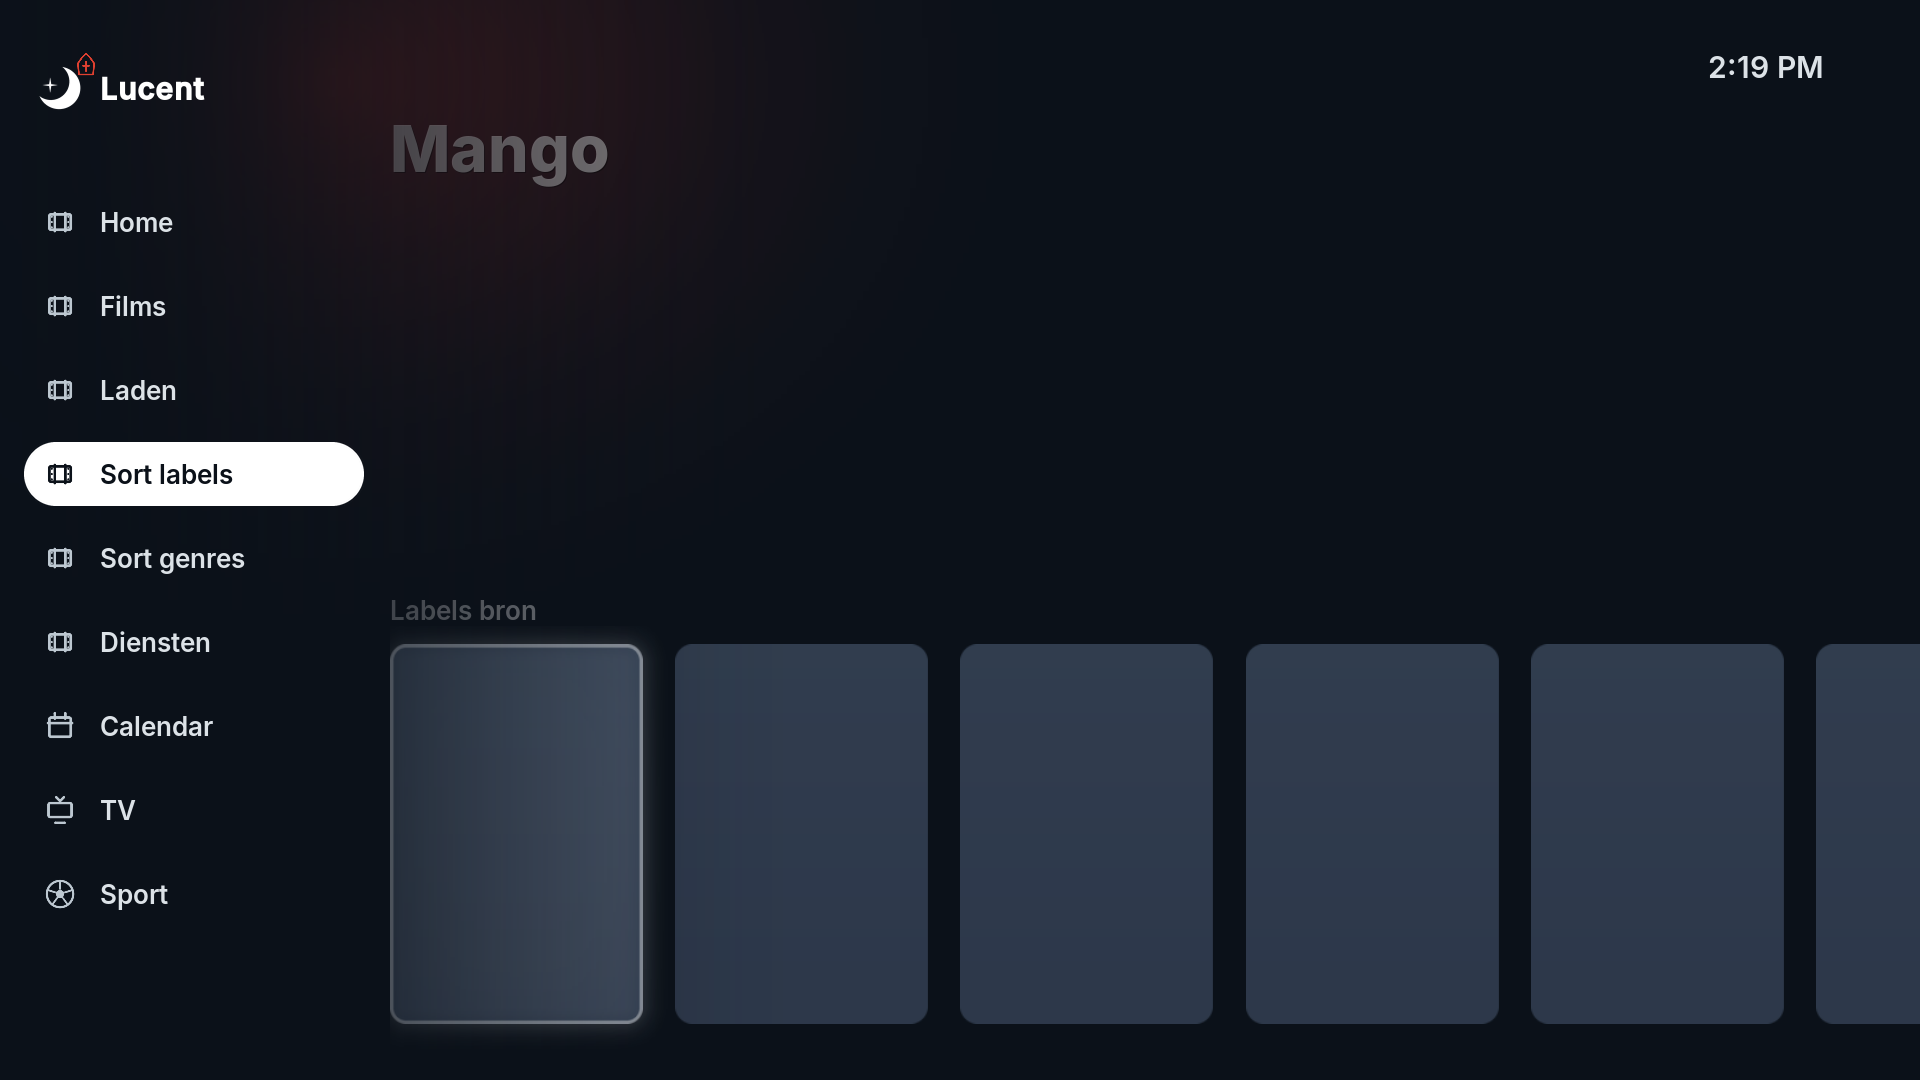 Lucent
2:19 PM
Mango
Home
Films
Laden
Sort labels
Sort genres
Labels bron
Diensten
Calendar
TV
Sport